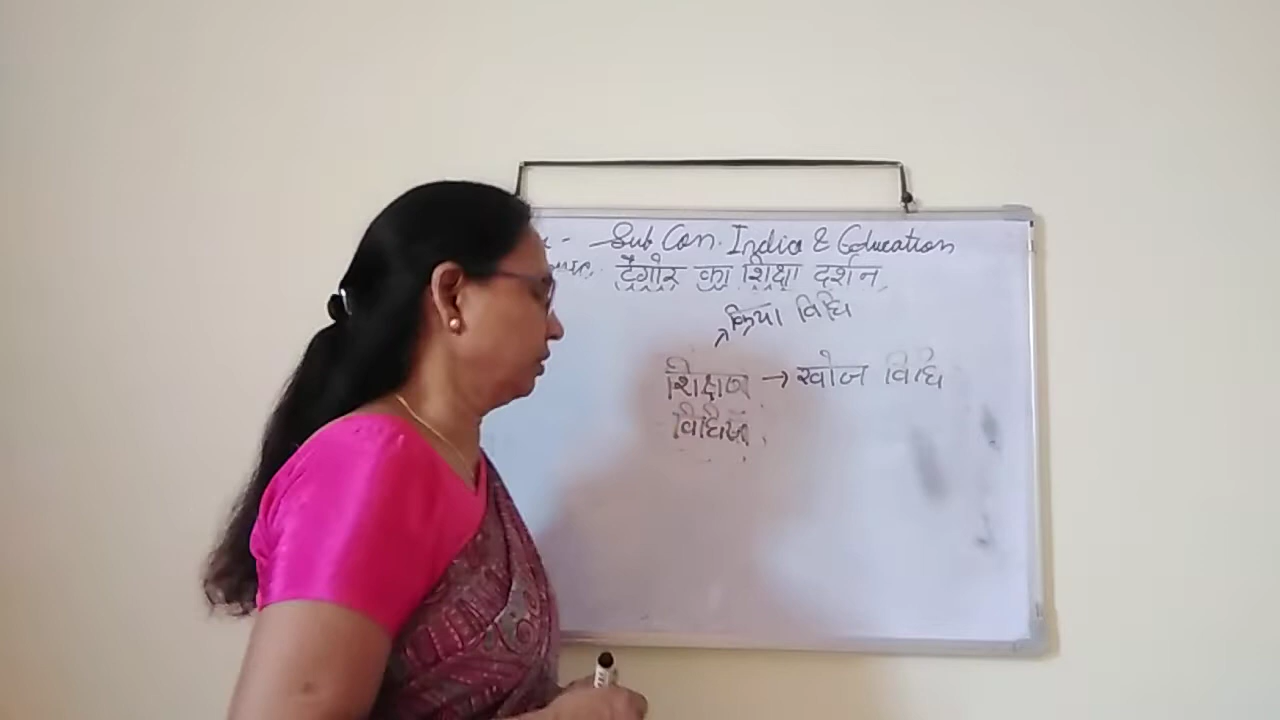 - Sub Con. India & Education
टैगोर का शिक्षा दर्शन
क्रिया विधि
शिक्षण → खोज विधि
विधियाँ